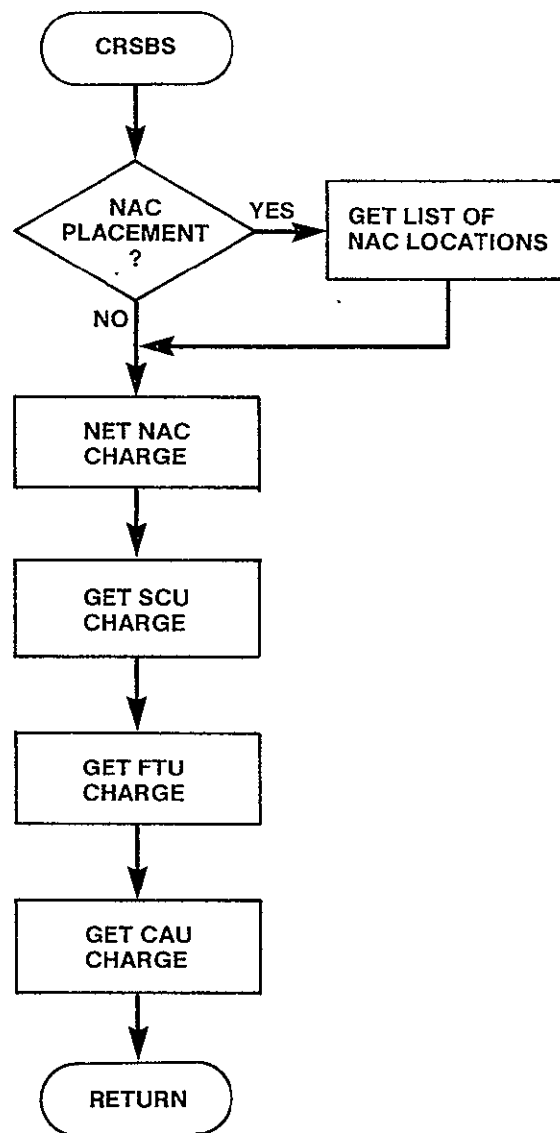 CRSBS
NAC
PLACEMENT
?
YES
GET LIST OF
NAC LOCATIONS
NO
NET NAC
CHARGE
GET SCU
CHARGE
GET FTU
CHARGE
GET CAU
CHARGE
RETURN